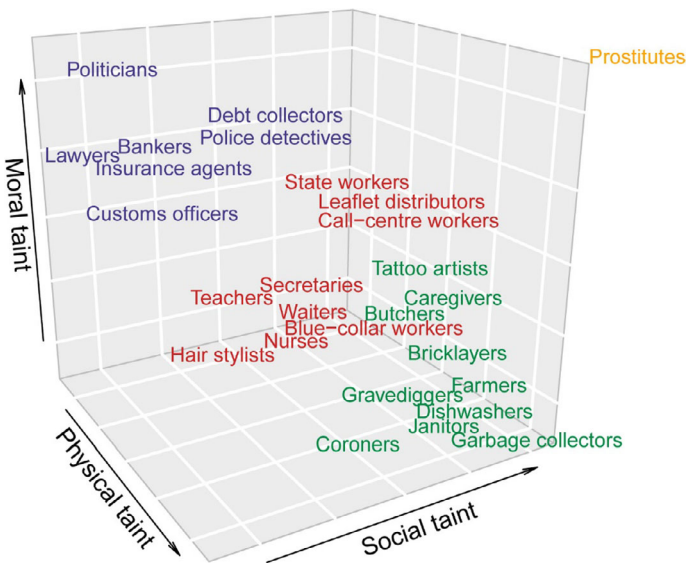 Prostitutes
Politicians
Debt collectors
Police detectives
Bankers
Lawyers
Insurance agents
State workers
Leaflet distributors
Customs officers
Call−centre workers
Moral taint
Tattoo artists
Secretaries
Teachers
Caregivers
Waiters
Butchers
Blue−collar workers
Nurses
Hair stylists
Bricklayers
Farmers
Gravediggers
Dishwashers
Janitors
Garbage collectors
Coroners
Physical taint
Social taint